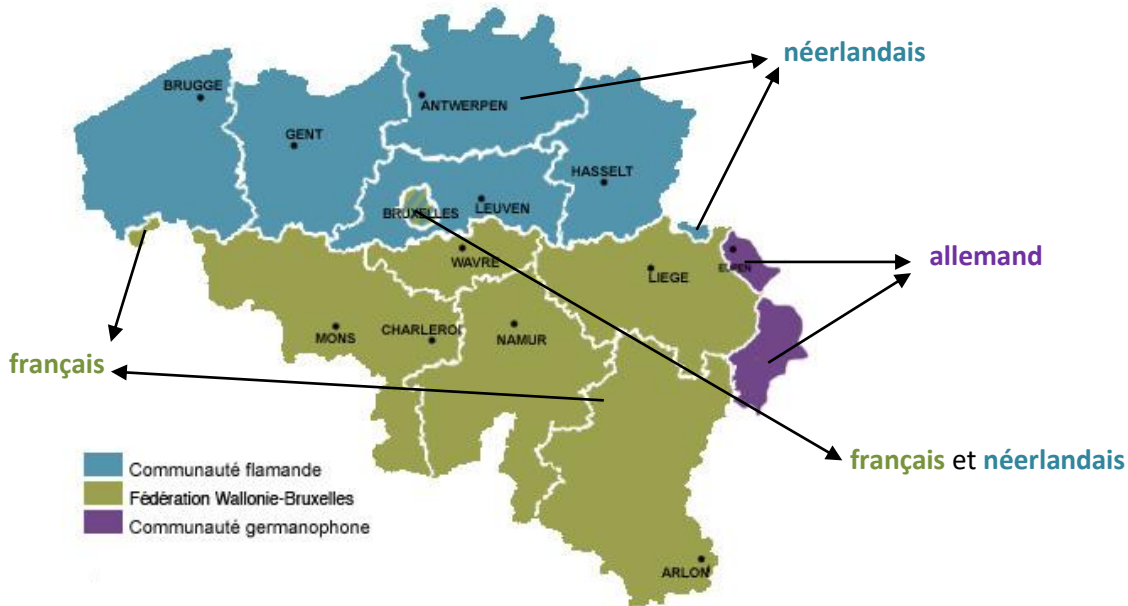 néerlandais
BRUGGE
ANTWERPEN
GENT
HASSELT
BRUXELLES
LEUVEN
WAVRE
EUPEN
allemand
LIEGE
MONS
CHARLEROI
NAMUR
français
français et néerlandais
Communauté flamande
Fédération Wallonie-Bruxelles
Communauté germanophone
ARLON